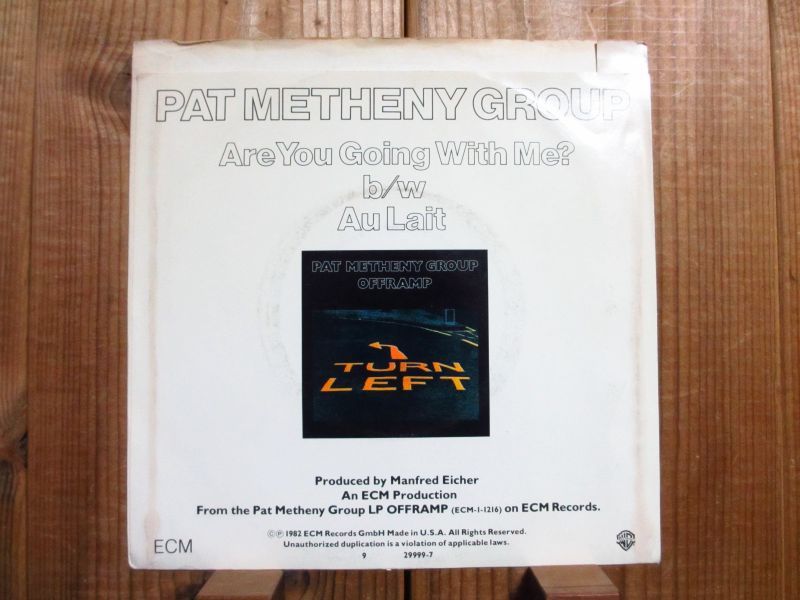 PAT METHENY GROUP
Are You Going With Me?
b/w
Au Lait
PAT METHENY GROUP
OFFRAMP
TURN
LEFT
Produced by Manfred Eicher
An ECM Production
From the Pat Metheny Group LP OFFRAMP (ECM-1-1216) on ECM Records.
©℗ 1982 ECM Records GmbH Made in U.S.A. All Rights Reserved.
Unauthorized duplication is a violation of applicable laws.
9 29999-7
ECM